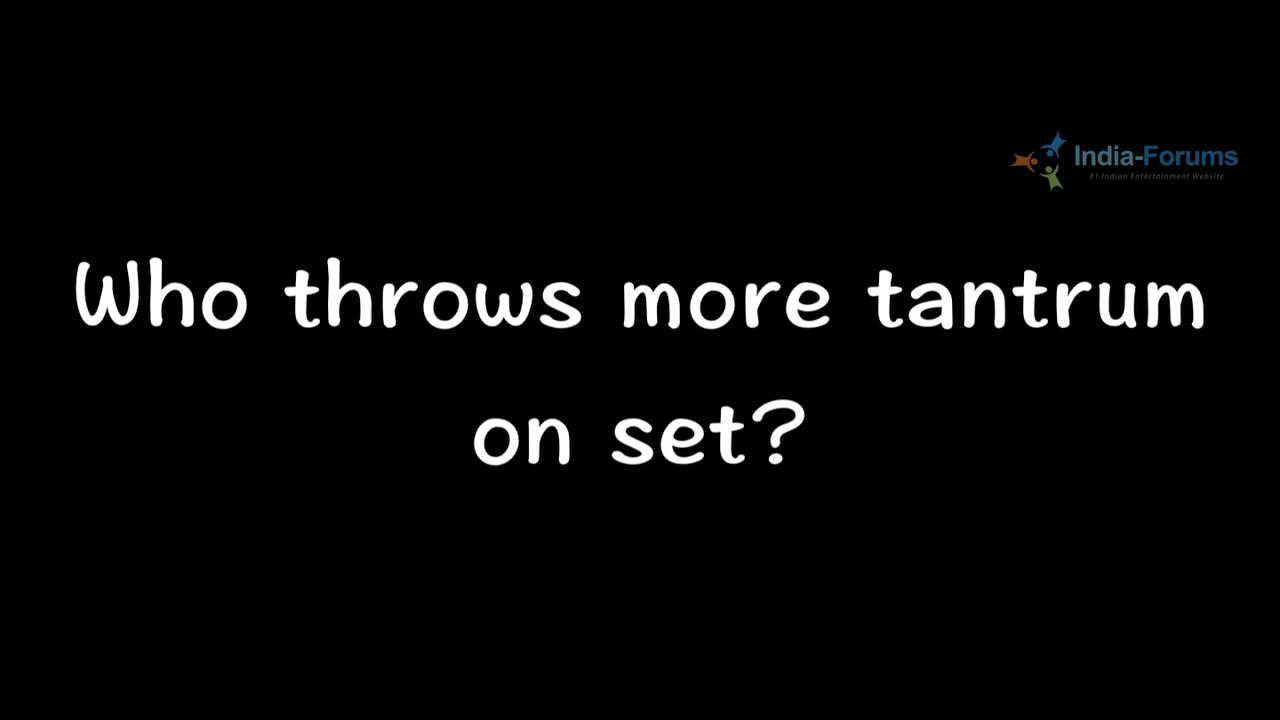 India-Forums
#1 Indian Entertainment Website
Who throws more tantrum
on set?